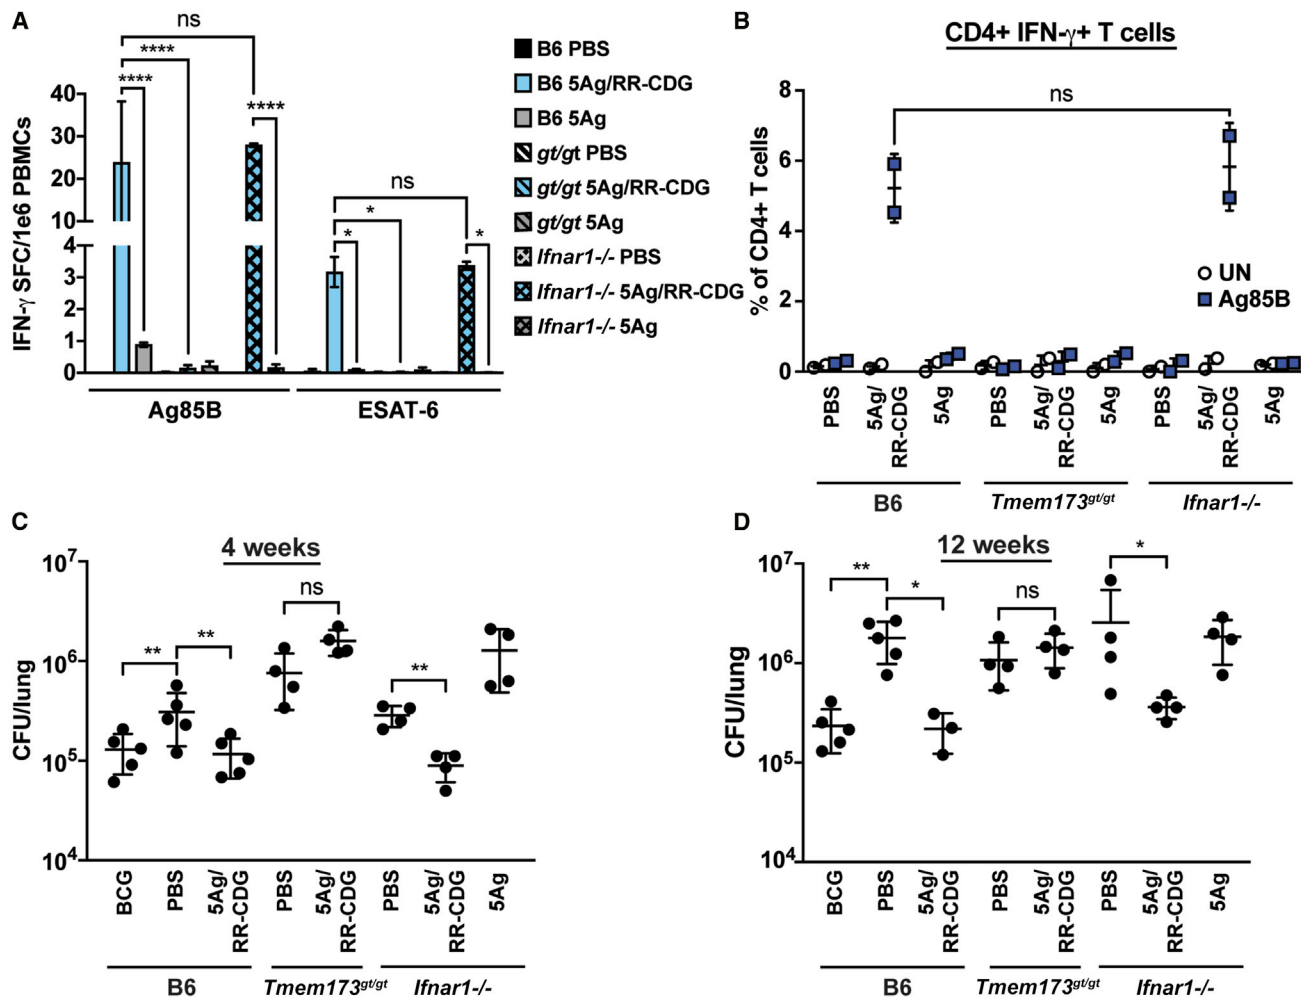 A
ns
****
****
****
40
30
20
10
4
3
2
1
0
IFN-γ SFC/1e6 PBMCs
ns
*
*
*
Ag85B
ESAT-6
B6 PBS
B6 5Ag/RR-CDG
B6 5Ag
gt/gt PBS
gt/gt 5Ag/RR-CDG
gt/gt 5Ag
Ifnar1-/- PBS
Ifnar1-/- 5Ag/RR-CDG
Ifnar1-/- 5Ag
B
CD4+ IFN-γ+ T cells
ns
8
6
4
2
0
% of CD4+ T cells
UN
Ag85B
PBS
5Ag/
RR-CDG
5Ag
PBS
5Ag/
RR-CDG
5Ag
PBS
5Ag/
RR-CDG
5Ag
B6
Tmem173gt/gt
Ifnar1-/-
C
4 weeks
10⁷
10⁶
10⁵
10⁴
CFU/lung
**
**
ns
**
BCG
PBS
5Ag/
RR-CDG
PBS
5Ag/
RR-CDG
PBS
5Ag/
RR-CDG
5Ag
B6
Tmem173gt/gt
Ifnar1-/-
D
12 weeks
10⁷
10⁶
10⁵
10⁴
CFU/lung
**
*
ns
*
BCG
PBS
5Ag/
RR-CDG
PBS
5Ag/
RR-CDG
PBS
5Ag/
RR-CDG
5Ag
B6
Tmem173gt/gt
Ifnar1-/-